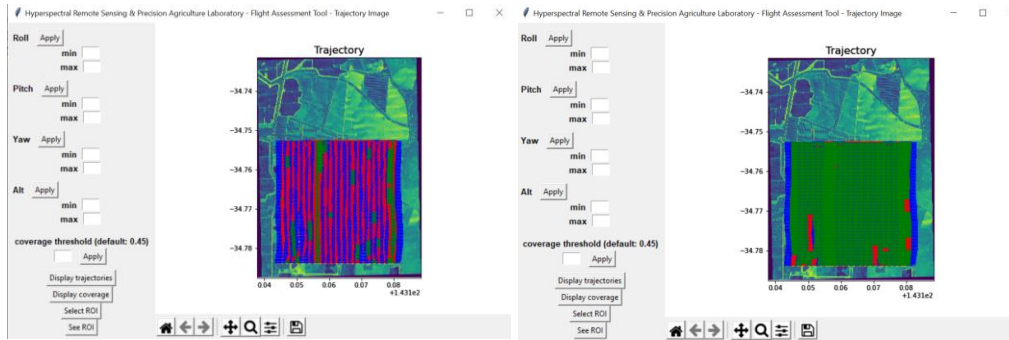 Hyperspectral Remote Sensing & Precision Agriculture Laboratory - Flight Assessment Tool - Trajectory Image
Roll Apply
min
max
Pitch Apply
min
max
Yaw Apply
min
max
Alt Apply
min
max
coverage threshold (default: 0.45)
Apply
Display trajectories
Display coverage
Select ROI
See ROI
Trajectory
−34.74
−34.75
−34.76
−34.77
−34.78
0.04 0.05 0.06 0.07 0.08
+1.431e2
Hyperspectral Remote Sensing & Precision Agriculture Laboratory - Flight Assessment Tool - Trajectory Image
Roll Apply
min
max
Pitch Apply
min
max
Yaw Apply
min
max
Alt Apply
min
max
coverage threshold (default: 0.45)
Apply
Display trajectories
Display coverage
Select ROI
See ROI
Trajectory
−34.74
−34.75
−34.76
−34.77
−34.78
0.04 0.05 0.06 0.07 0.08
+1.431e2